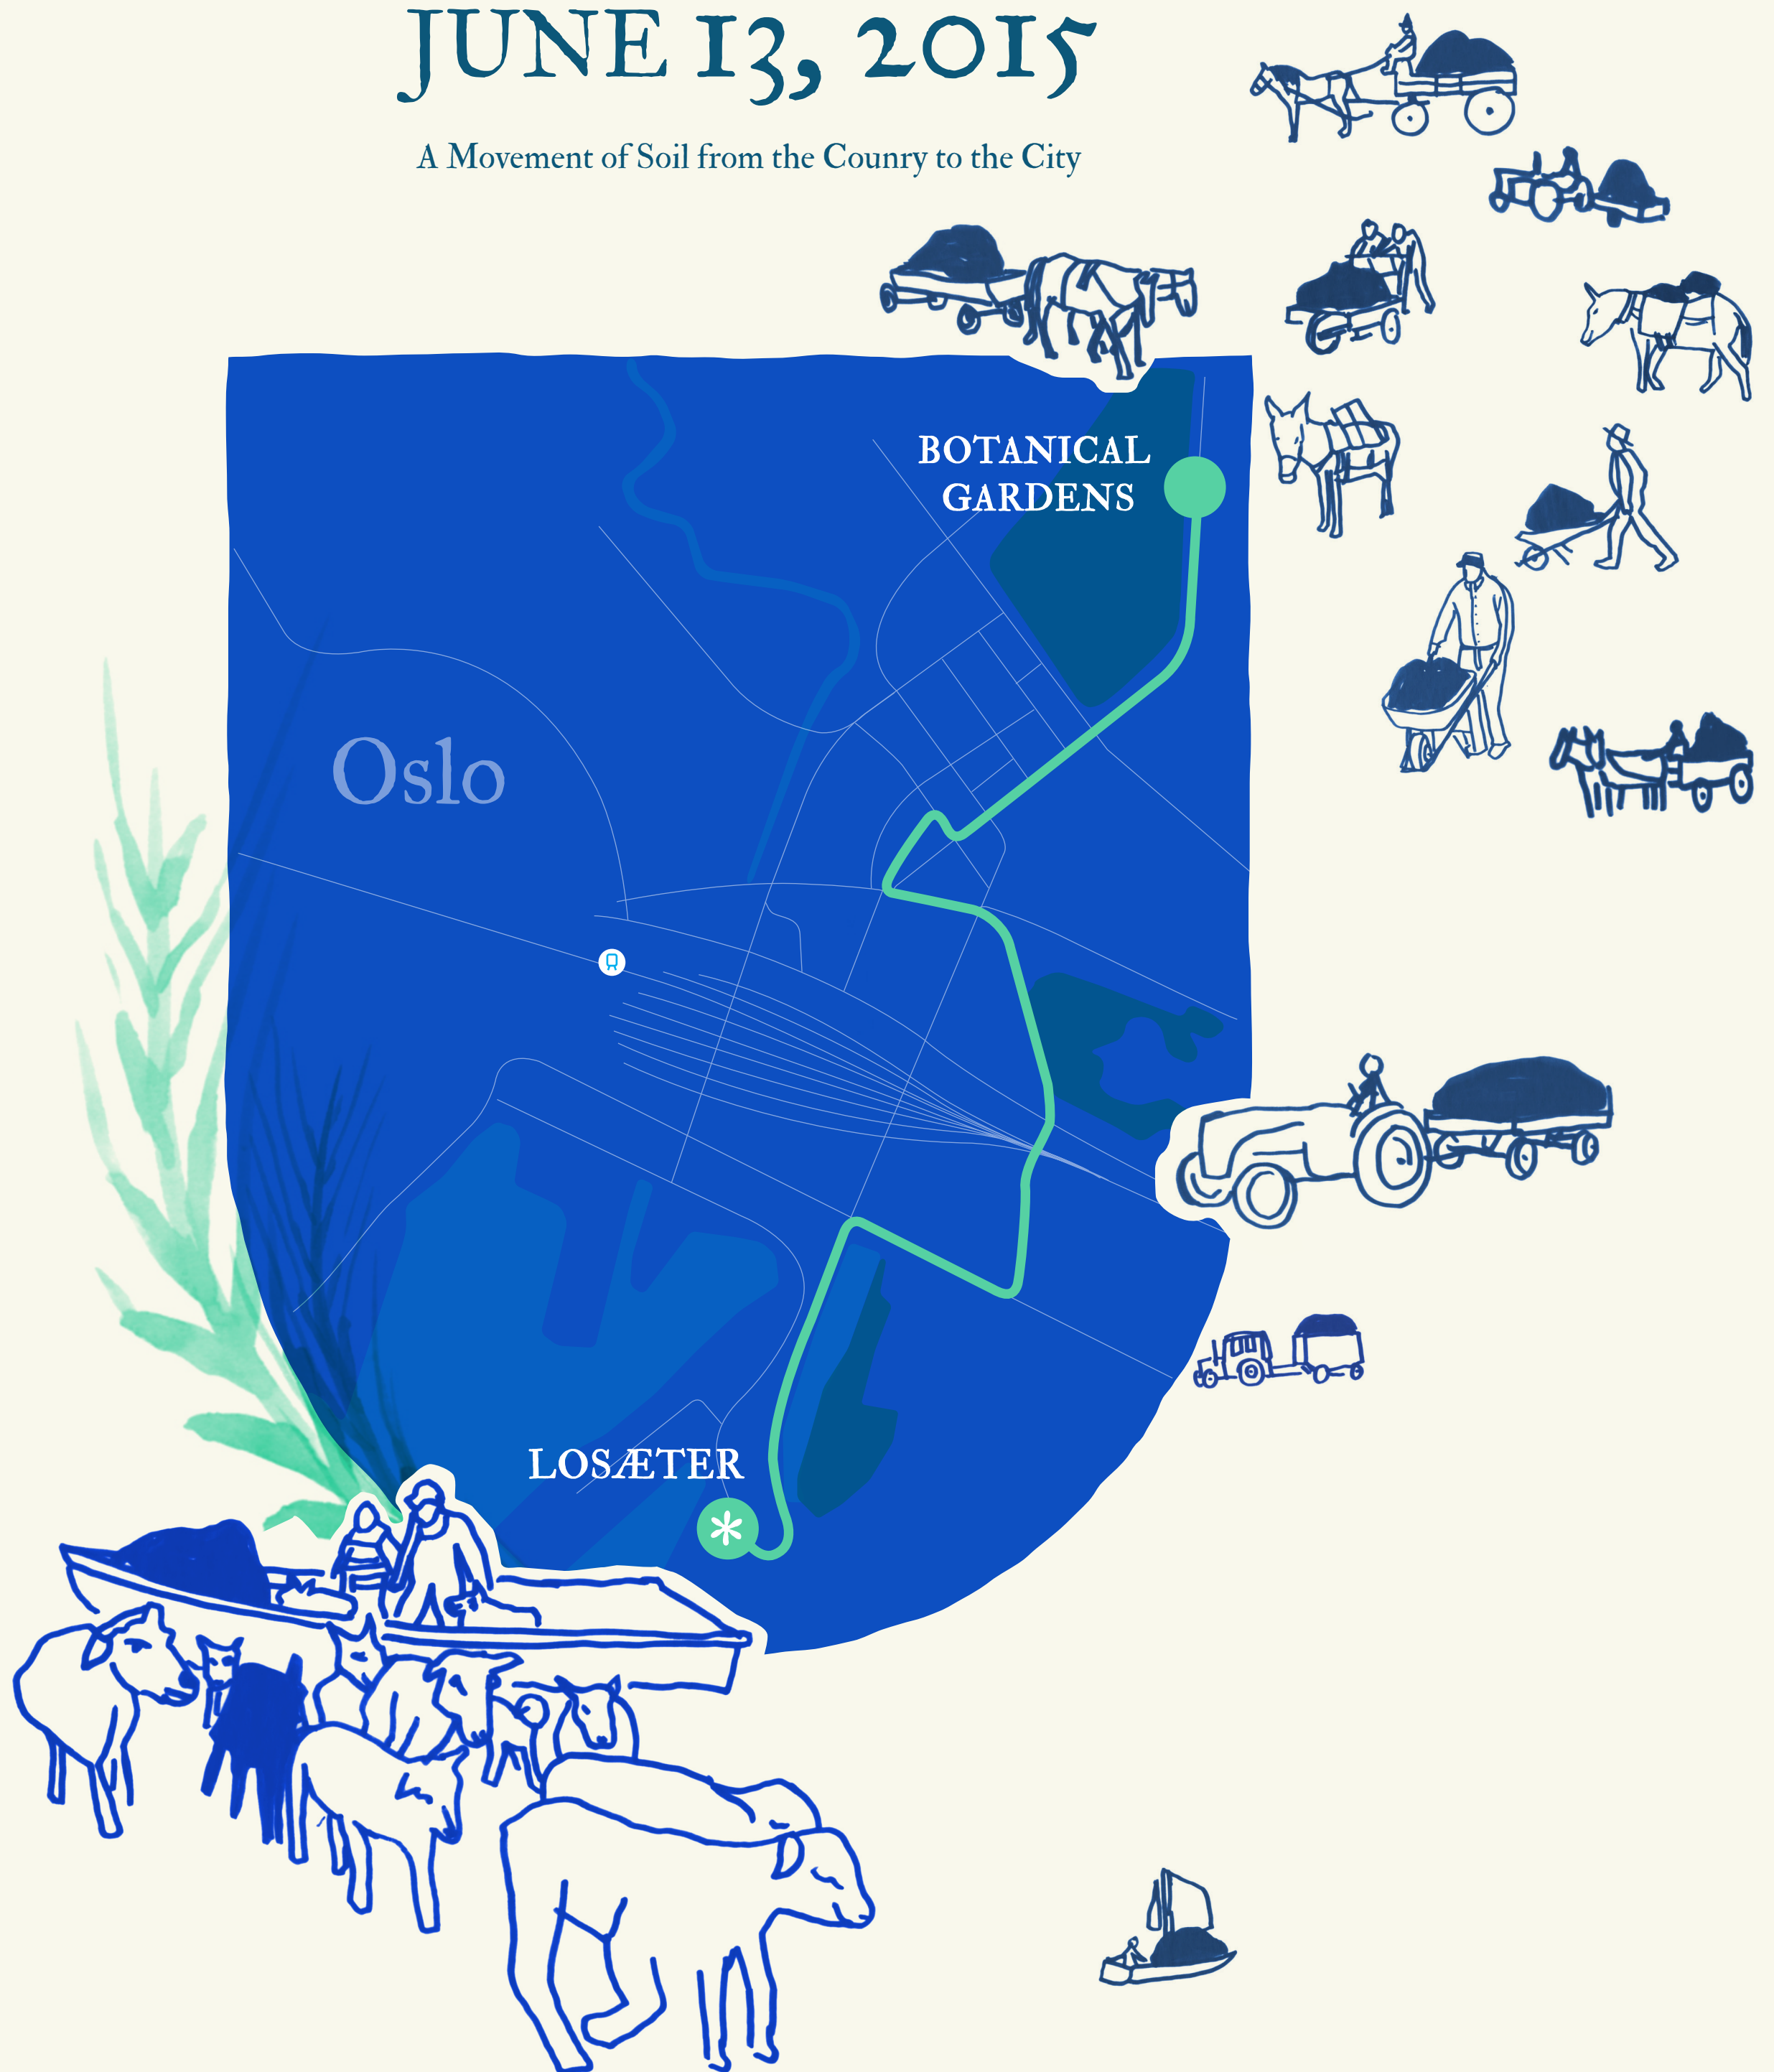 JUNE 13, 2015
A Movement of Soil from the Counry to the City
BOTANICAL
GARDENS
Oslo
LOSÆTER